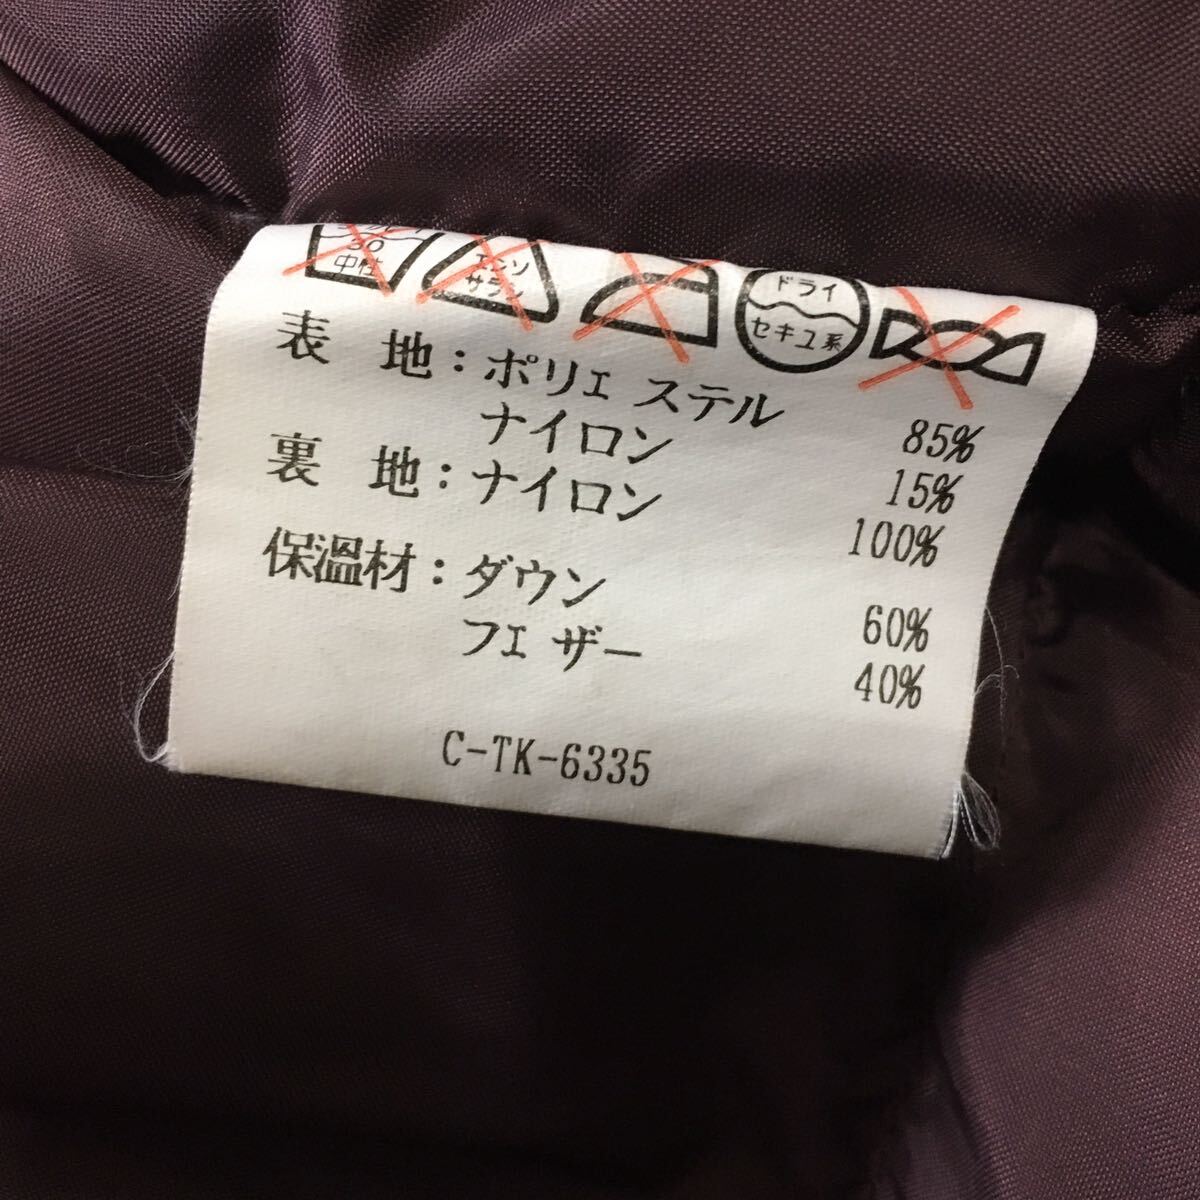 30
中性
エンソ
サラシ
ドライ
セキユ系
表 地：ポリエステル 85%
ナイロン 15%
裏 地：ナイロン 100%
保温材：ダウン 60%
フェザー 40%
C-TK-6335